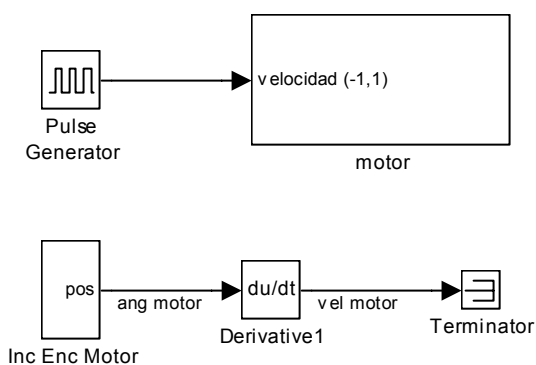 velocidad (-1,1)
Pulse
Generator
motor
pos
ang motor
du/dt
vel motor
Derivative1
Terminator
Inc Enc Motor